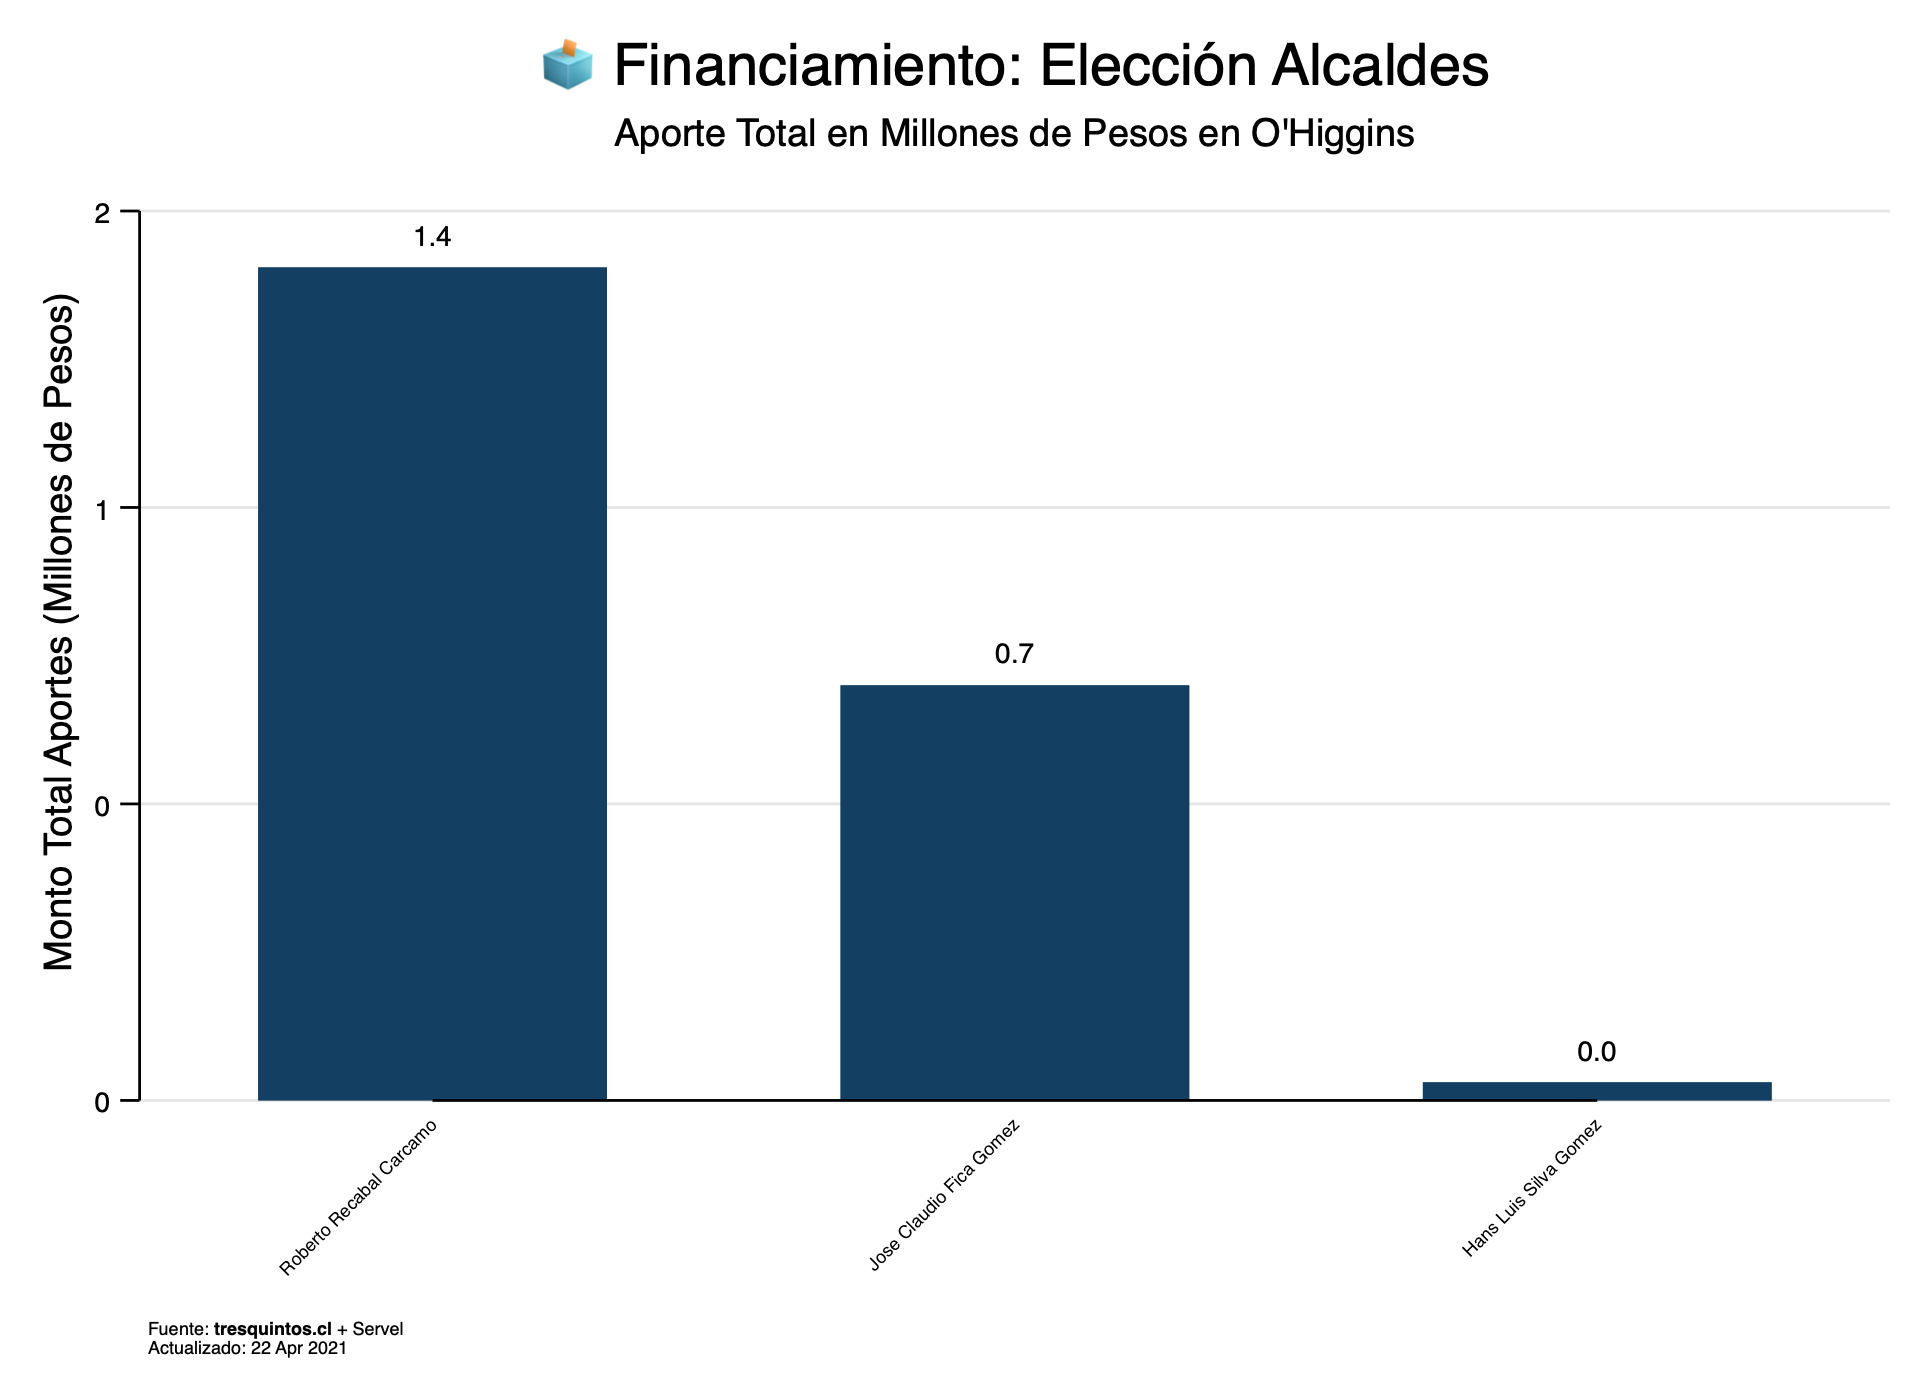 Financiamiento: Elección Alcaldes
Aporte Total en Millones de Pesos en O'Higgins
Monto Total Aportes (Millones de Pesos)
2
1
0
0
1.4
0.7
0.0
Roberto Recabal Carcamo
Jose Claudio Fica Gomez
Hans Luis Silva Gomez
Fuente: tresquintos.cl + Servel
Actualizado: 22 Apr 2021